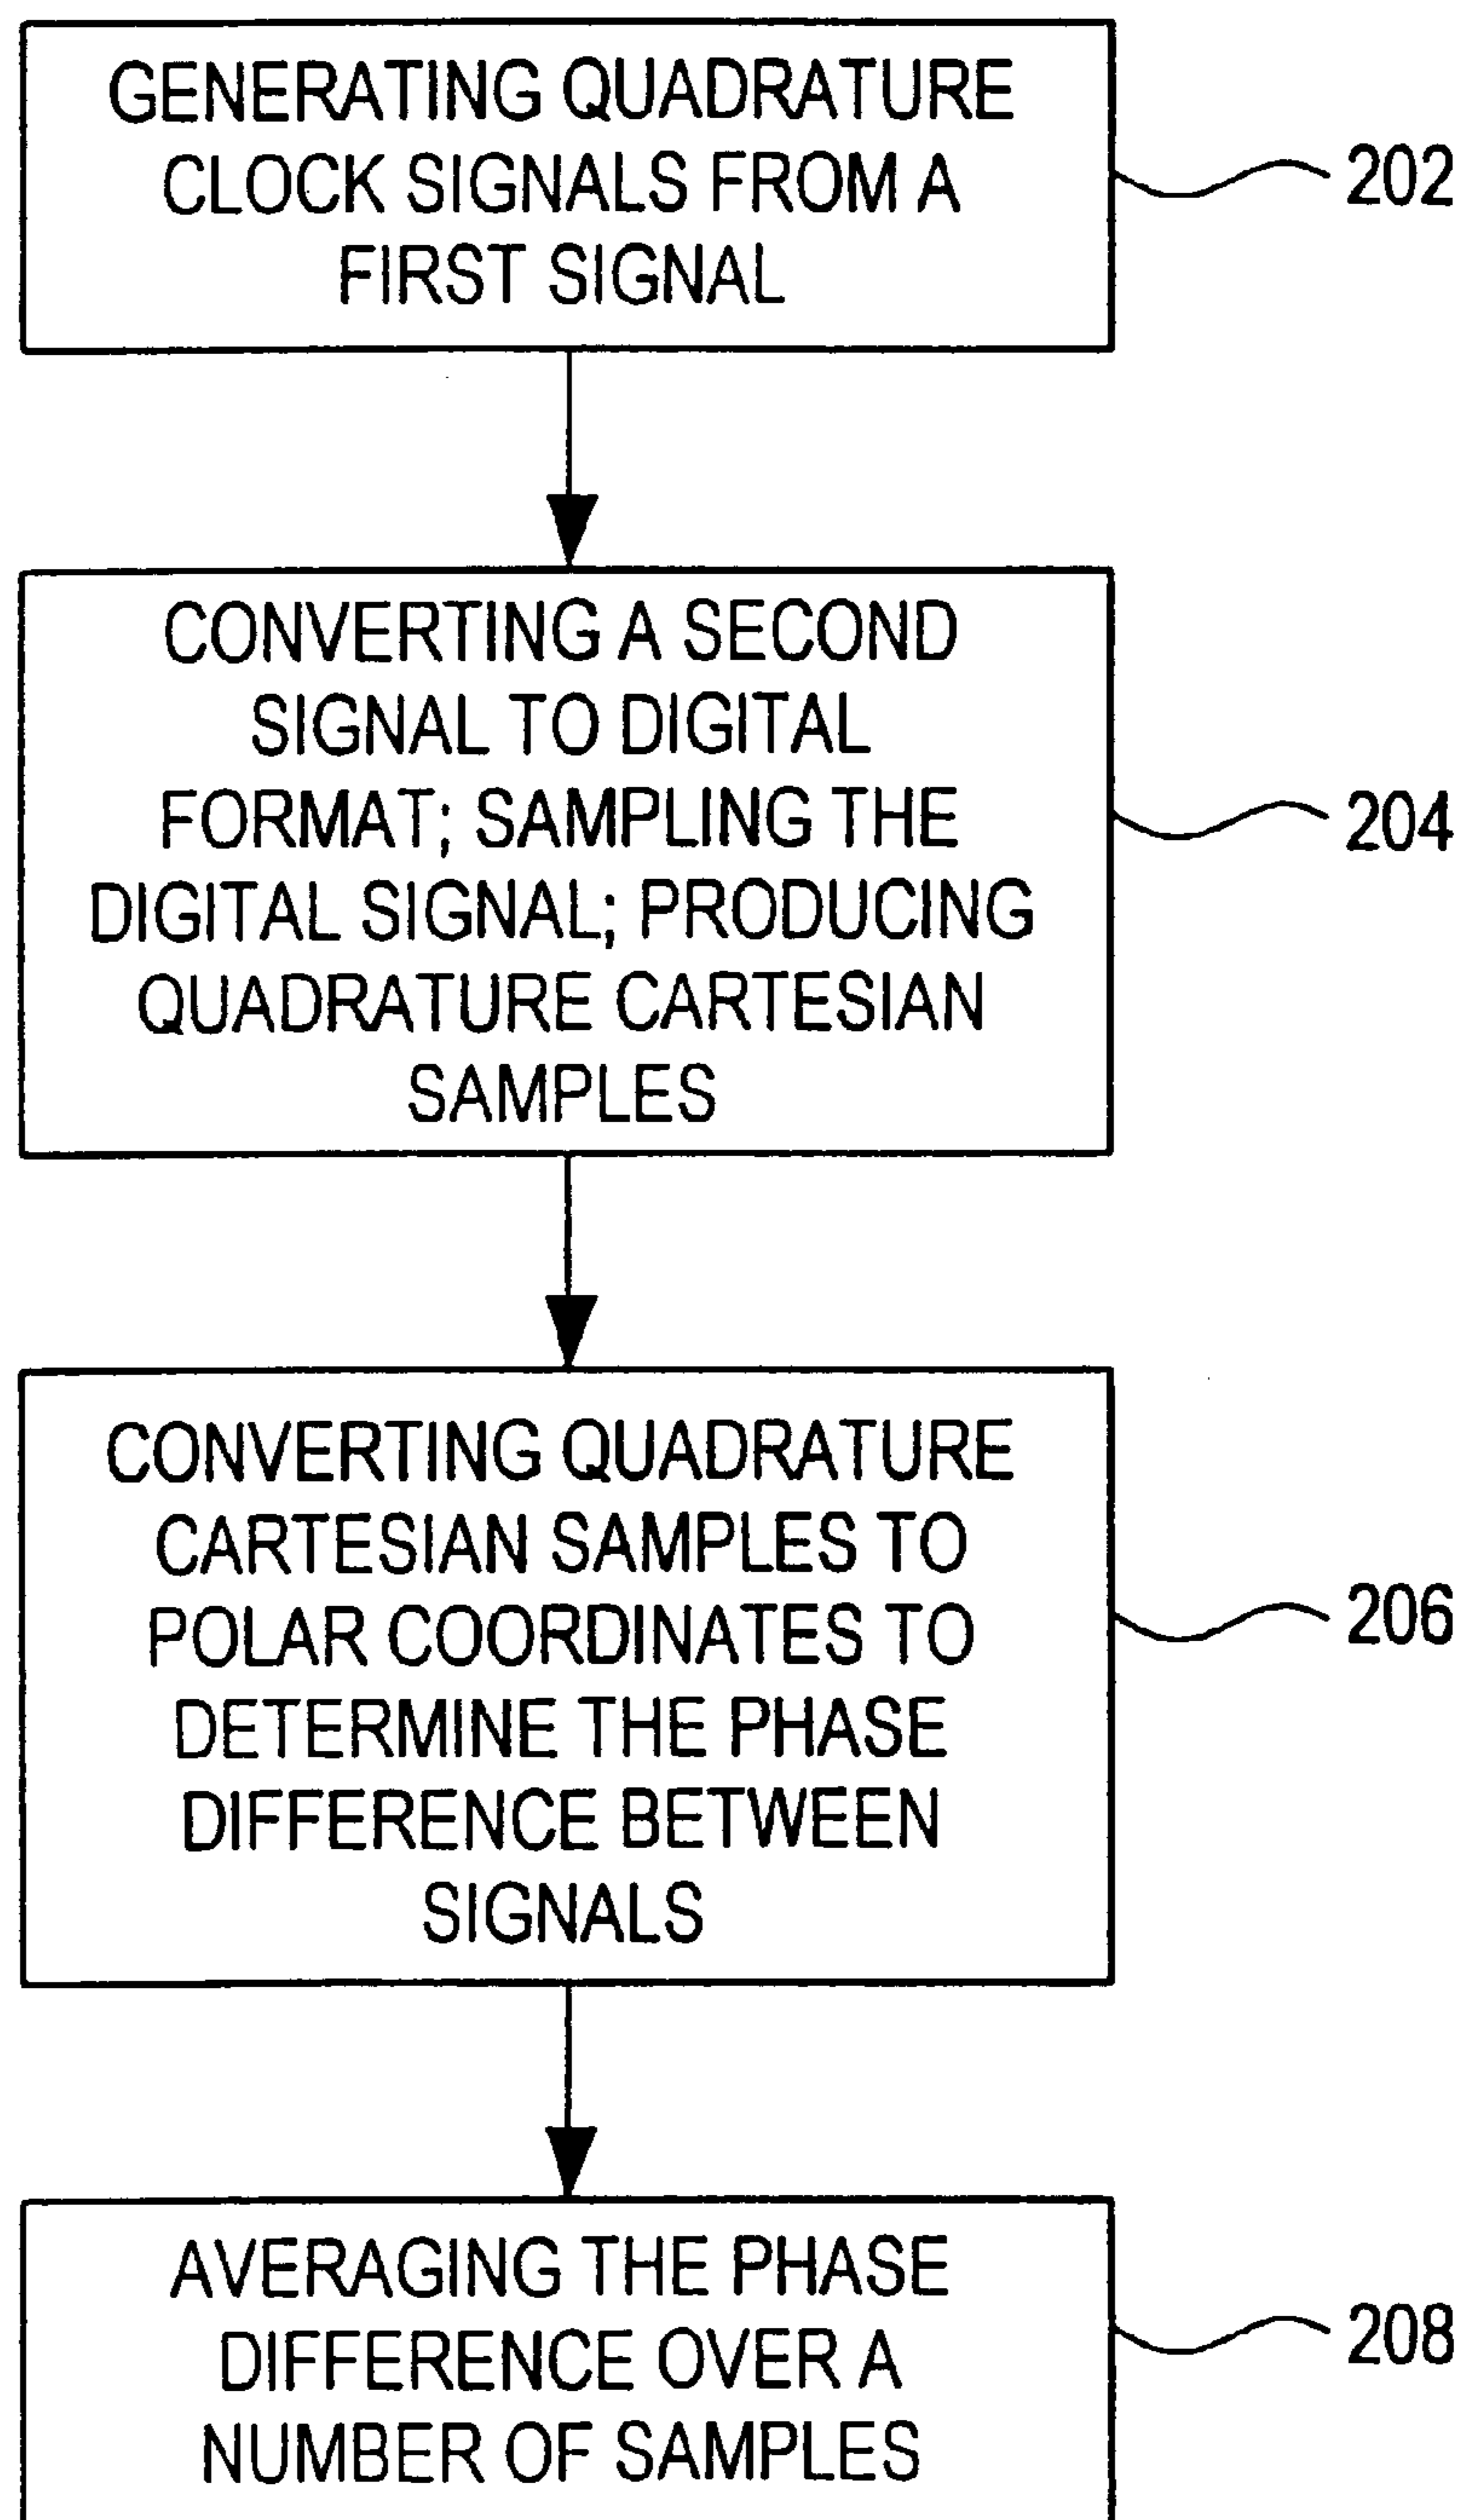 GENERATING QUADRATURE
CLOCK SIGNALS FROM A
FIRST SIGNAL
202
CONVERTING A SECOND
SIGNAL TO DIGITAL
FORMAT; SAMPLING THE
DIGITAL SIGNAL; PRODUCING
QUADRATURE CARTESIAN
SAMPLES
204
CONVERTING QUADRATURE
CARTESIAN SAMPLES TO
POLAR COORDINATES TO
DETERMINE THE PHASE
DIFFERENCE BETWEEN
SIGNALS
206
AVERAGING THE PHASE
DIFFERENCE OVER A
NUMBER OF SAMPLES
208